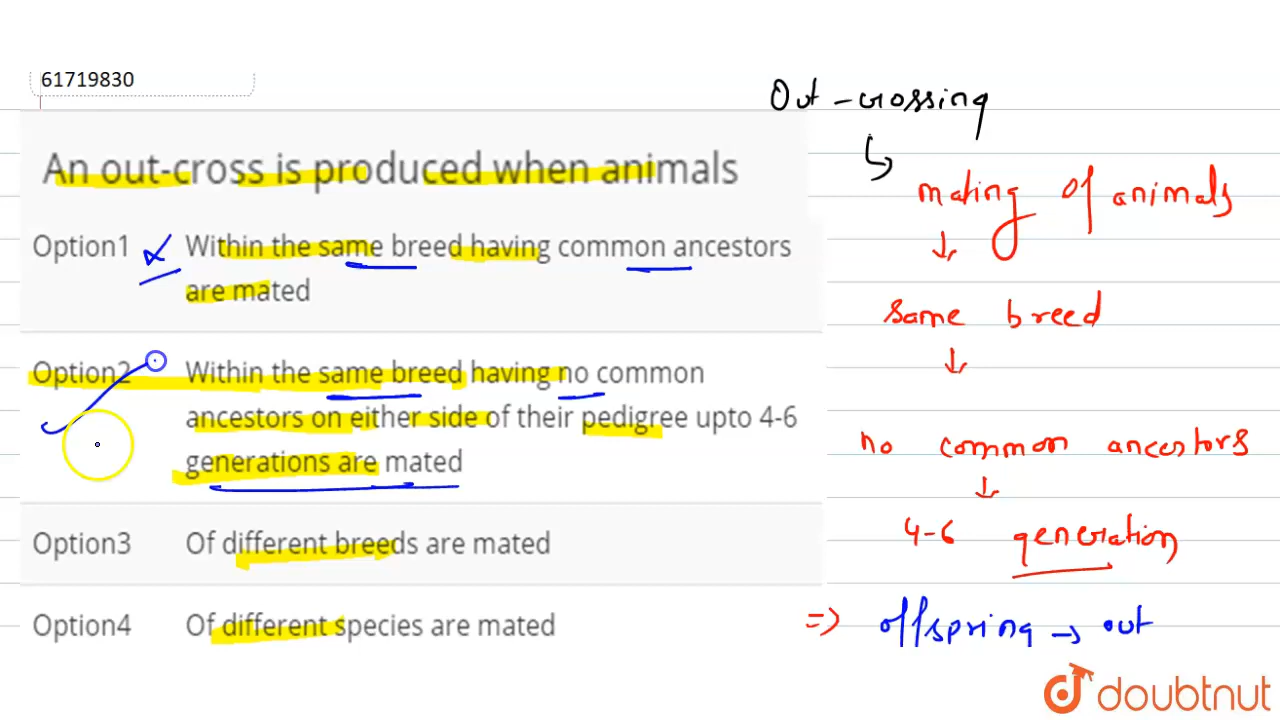 61719830
An out-cross is produced when animals
Option1 Within the same breed having common ancestors
are mated
Option2 Within the same breed having no common
ancestors on either side of their pedigree upto 4-6
generations are mated
Option3 Of different breeds are mated
Option4 Of different species are mated
Out-crossing
mating of animals
same breed
no common ancestors
4-6 generation
=> offspring → out
doubtnut